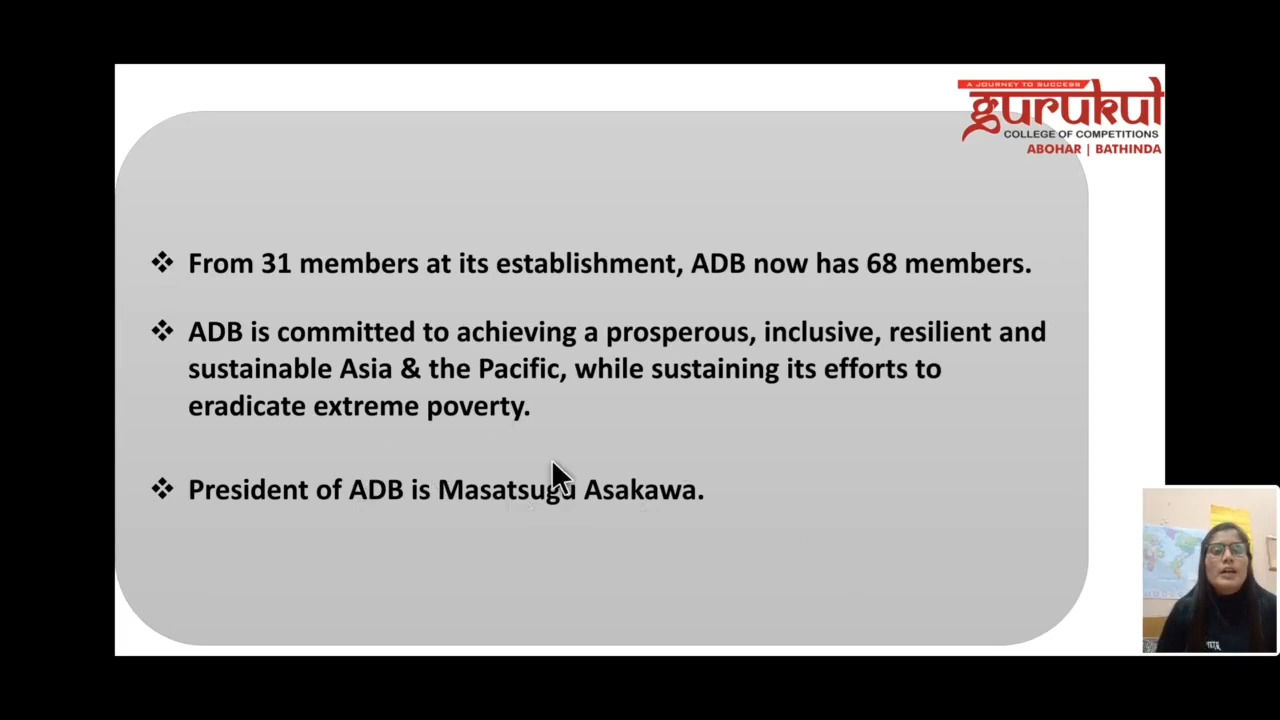 A JOURNEY TO SUCCESS
gurukul
COLLEGE OF COMPETITIONS
ABOHAR | BATHINDA
❖ From 31 members at its establishment, ADB now has 68 members.
❖ ADB is committed to achieving a prosperous, inclusive, resilient and
sustainable Asia & the Pacific, while sustaining its efforts to
eradicate extreme poverty.
❖ President of ADB is Masatsugu Asakawa.